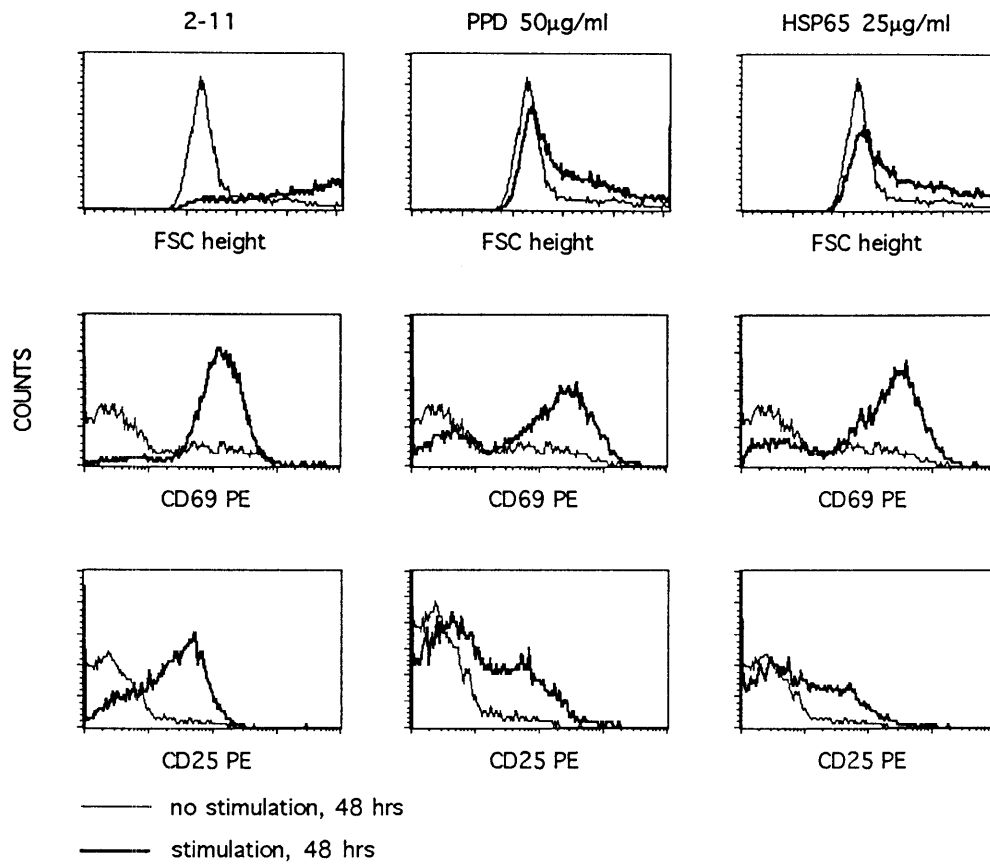 2-11
PPD 50µg/ml
HSP65 25µg/ml
FSC height
FSC height
FSC height
COUNTS
CD69 PE
CD69 PE
CD69 PE
CD25 PE
CD25 PE
CD25 PE
no stimulation, 48 hrs
stimulation, 48 hrs